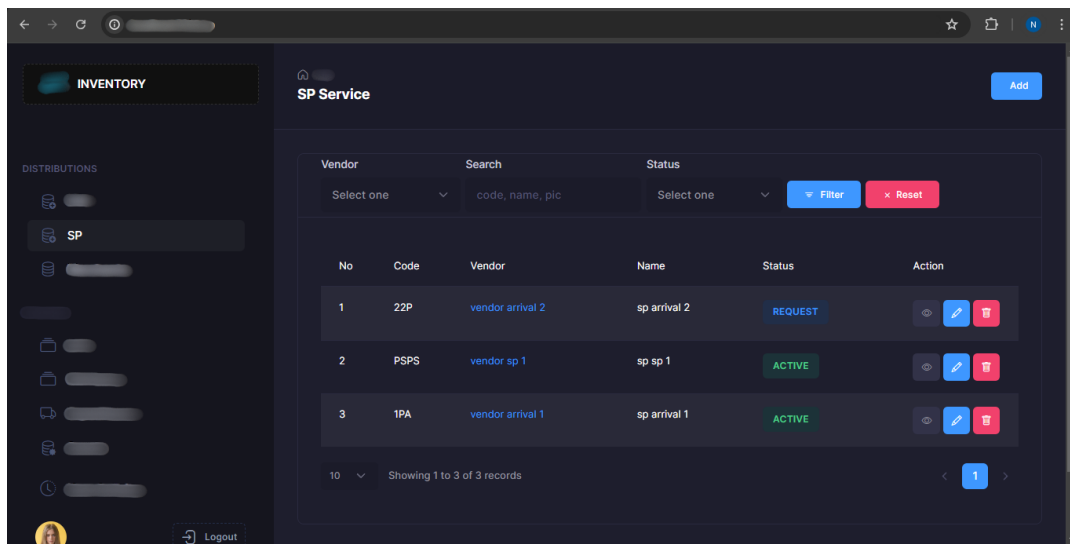 N
INVENTORY
SP Service
Add
DISTRIBUTIONS
SP
Vendor Search Status
Select one code, name, pic Select one Filter × Reset
No Code Vendor Name Status Action
1 22P vendor arrival 2 sp arrival 2 REQUEST
2 PSPS vendor sp 1 sp sp 1 ACTIVE
3 1PA vendor arrival 1 sp arrival 1 ACTIVE
10 Showing 1 to 3 of 3 records 1
Logout